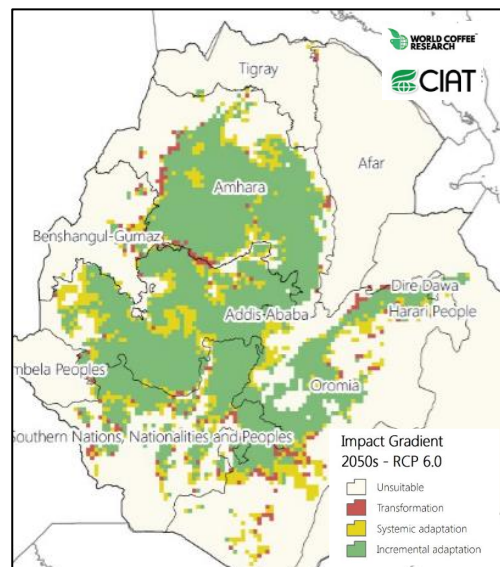 WORLD COFFEE
RESEARCH
CIAT
Tigray
Afar
Amhara
Benshangul-Gumaz
Dire Dawa
Addis Ababa
Harari People
mbela Peoples
Oromia
Southern Nations, Nationalities and Peoples
Impact Gradient
2050s - RCP 6.0
Unsuitable
Transformation
Systemic adaptation
Incremental adaptation